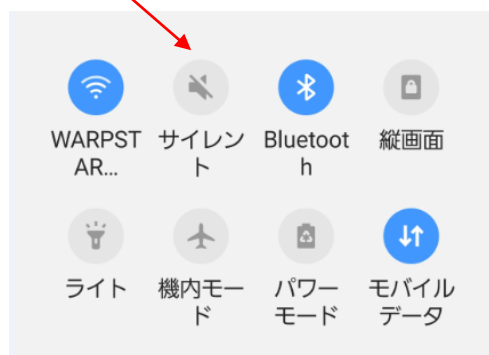 WARPST サイレン Bluetoot 縦画面
AR... ト h
ライト 機内モー パワー モバイル
ド モード データ